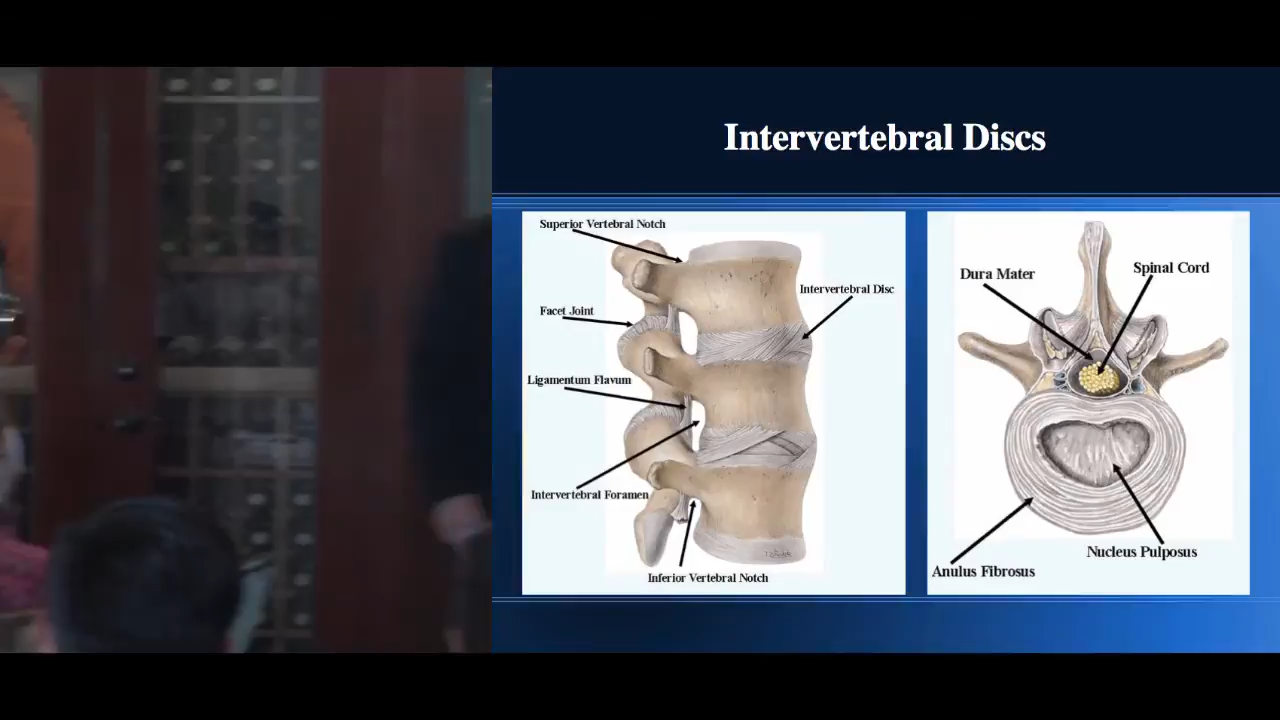 Intervertebral Discs
Superior Vertebral Notch
Intervertebral Disc
Facet Joint
Ligamentum Flavum
Intervertebral Foramen
Inferior Vertebral Notch
Dura Mater
Spinal Cord
Nucleus Pulposus
Anulus Fibrosus